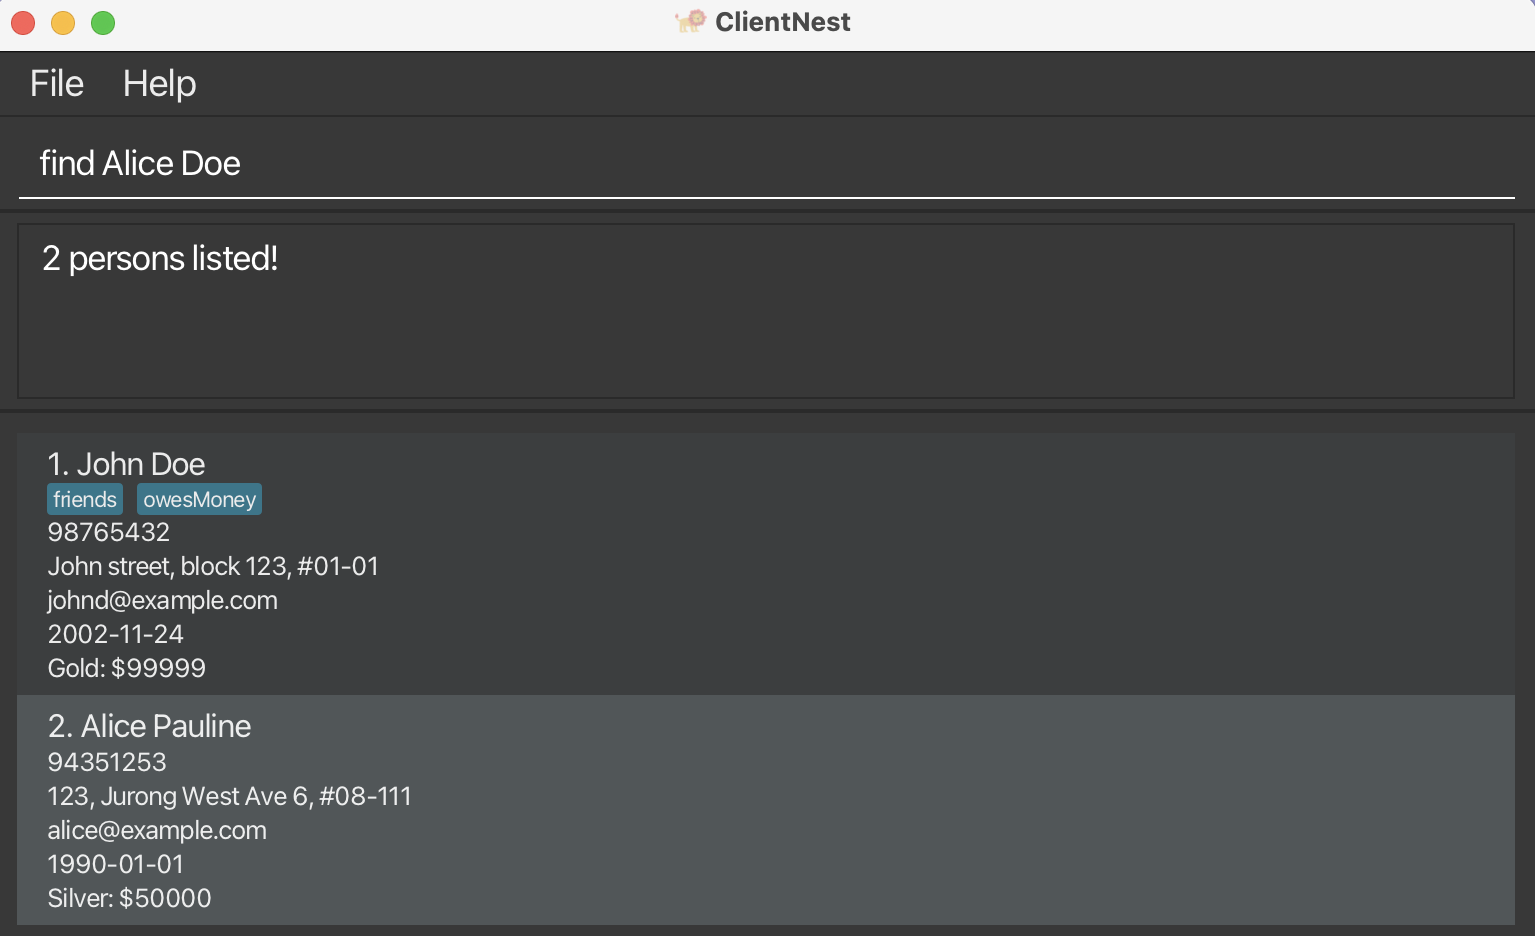 ClientNest
File Help
find Alice Doe
2 persons listed!
1. John Doe
friends owesMoney
98765432
John street, block 123, #01-01
johnd@example.com
2002-11-24
Gold: $99999
2. Alice Pauline
94351253
123, Jurong West Ave 6, #08-111
alice@example.com
1990-01-01
Silver: $50000